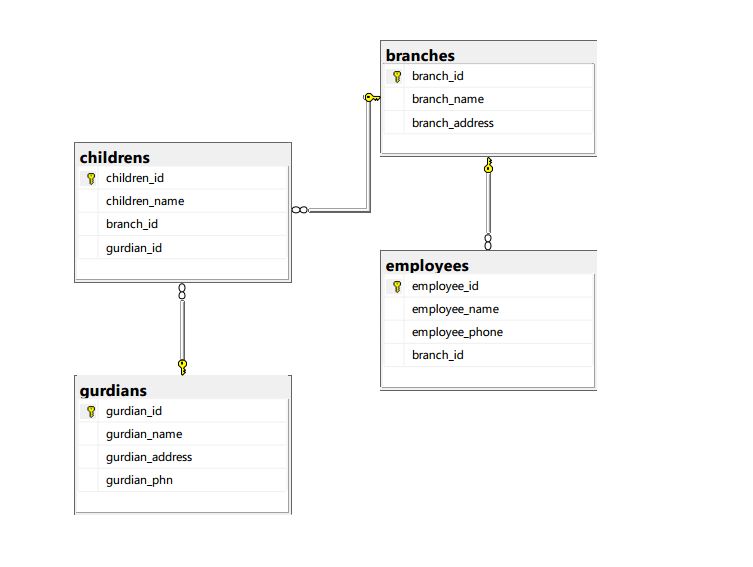 branches
branch_id
branch_name
branch_address
childrens
children_id
children_name
branch_id
gurdian_id
employees
employee_id
employee_name
employee_phone
branch_id
gurdians
gurdian_id
gurdian_name
gurdian_address
gurdian_phn